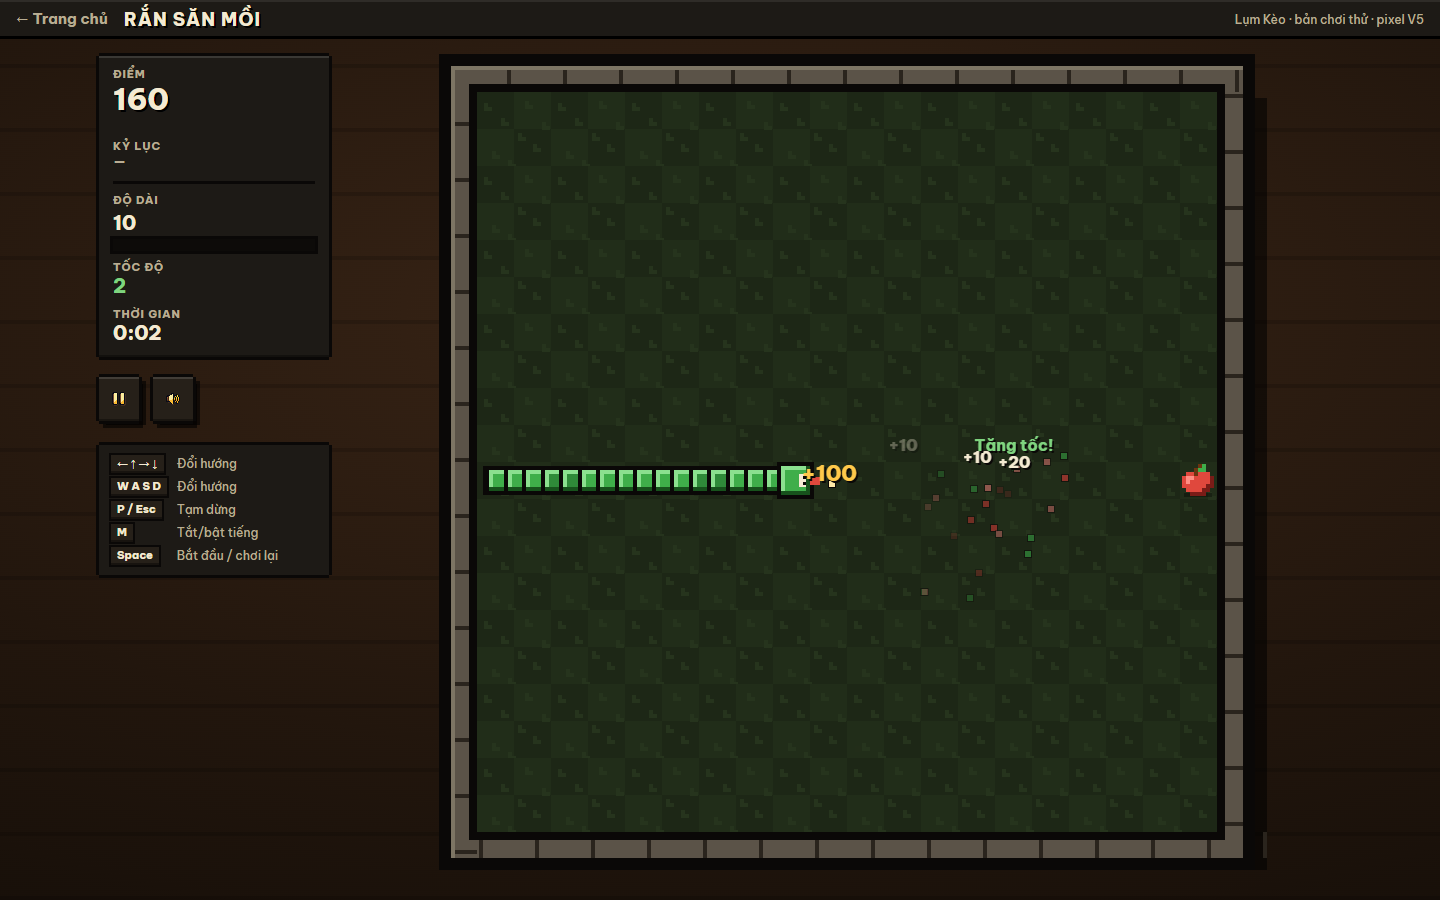 ← Trang chủ RẮN SĂN MỒI
Lụm Kèo · bản chơi thử · pixel V5
ĐIỂM
160
KỶ LỤC
–
ĐỘ DÀI
10
TỐC ĐỘ
2
THỜI GIAN
0:02
←↑→↓ Đổi hướng
W A S D Đổi hướng
P / Esc Tạm dừng
M Tắt/bật tiếng
Space Bắt đầu / chơi lại
+10 Tăng tốc!
+10 +20
+100